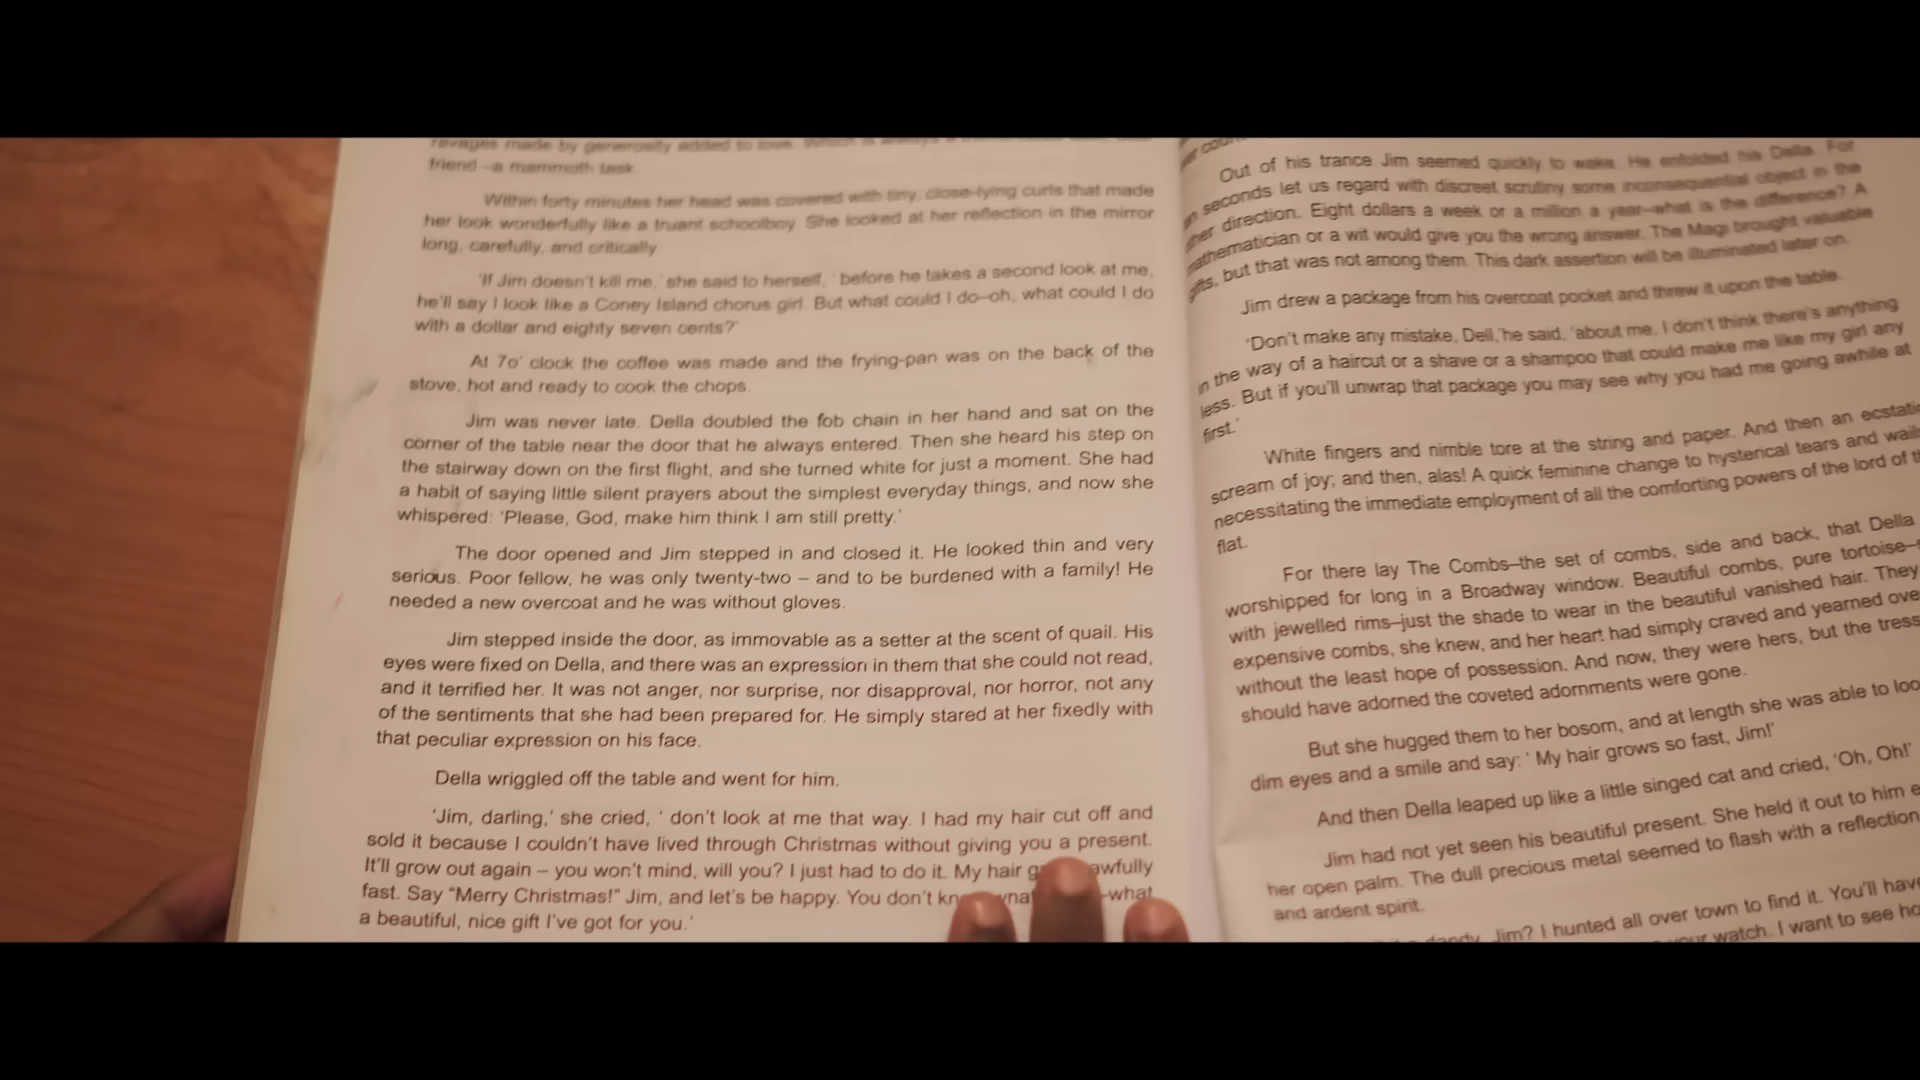 ravages made by generosity added to love. Which is always a
friend –a mammoth task.
Within forty minutes her head was covered with tiny, close-lying curls that made
her look wonderfully like a truant schoolboy. She looked at her reflection in the mirror
long, carefully, and critically
'If Jim doesn't kill me,' she said to herself, ' before he takes a second look at me,
he'll say I look like a Coney Island chorus girl. But what could I do–oh, what could I do
with a dollar and eighty seven cents?'
At 7o' clock the coffee was made and the frying-pan was on the back of the
stove, hot and ready to cook the chops.
Jim was never late. Della doubled the fob chain in her hand and sat on the
corner of the table near the door that he always entered. Then she heard his step on
the stairway down on the first flight, and she turned white for just a moment. She had
a habit of saying little silent prayers about the simplest everyday things, and now she
whispered: 'Please, God, make him think I am still pretty.'
The door opened and Jim stepped in and closed it. He looked thin and very
serious. Poor fellow, he was only twenty-two – and to be burdened with a family! He
needed a new overcoat and he was without gloves.
Jim stepped inside the door, as immovable as a setter at the scent of quail. His
eyes were fixed on Della, and there was an expression in them that she could not read,
and it terrified her. It was not anger, nor surprise, nor disapproval, nor horror, not any
of the sentiments that she had been prepared for. He simply stared at her fixedly with
that peculiar expression on his face.
Della wriggled off the table and went for him.
'Jim, darling,' she cried, ' don't look at me that way. I had my hair cut off and
sold it because I couldn't have lived through Christmas without giving you a present.
It'll grow out again – you won't mind, will you? I just had to do it. My hair awfully
fast. Say "Merry Christmas!" Jim, and let's be happy. You don't –what
a beautiful, nice gift I've got for you.'
Out of his trance Jim seemed quickly to wake. He enfolded his Della. For
seconds let us regard with discreet scrutiny some inconsequential object in the
direction. Eight dollars a week or a million a year–what is the difference? A
mathematician or a wit would give you the wrong answer. The Magi brought valuable
gifts, but that was not among them. This dark assertion will be illuminated later on.
Jim drew a package from his overcoat pocket and threw it upon the table.
'Don't make any mistake, Dell,'he said, 'about me. I don't think there's anything
in the way of a haircut or a shave or a shampoo that could make me like my girl any
less. But if you'll unwrap that package you may see why you had me going awhile at
first.'
White fingers and nimble tore at the string and paper. And then an ecstatic
scream of joy; and then, alas! A quick feminine change to hysterical tears and wails
necessitating the immediate employment of all the comforting powers of the lord of
flat.
For there lay The Combs–the set of combs, side and back, that Della
worshipped for long in a Broadway window. Beautiful combs, pure tortoise–
with jewelled rims–just the shade to wear in the beautiful vanished hair. They
expensive combs, she knew, and her heart had simply craved and yearned over
without the least hope of possession. And now, they were hers, but the tress
should have adorned the coveted adornments were gone.
But she hugged them to her bosom, and at length she was able to loo
dim eyes and a smile and say: ' My hair grows so fast, Jim!'
And then Della leaped up like a little singed cat and cried, 'Oh, Oh!'
Jim had not yet seen his beautiful present. She held it out to him
her open palm. The dull precious metal seemed to flash with a reflection
and ardent spirit.
dandy, Jim? I hunted all over town to find it. You'll have
your watch. I want to see